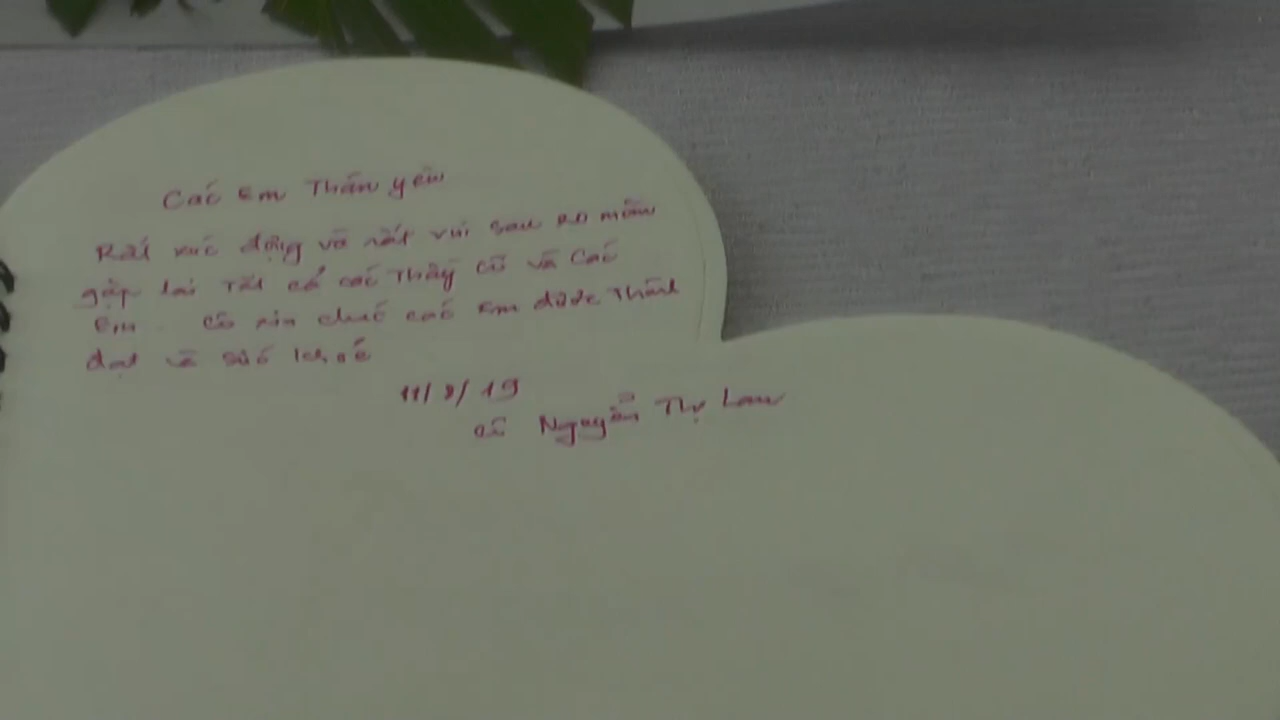 Các Em Thân yêu
Rất xúc động và rất vui sau 20 năm
gặp lại Tất cả các Thầy cũ và Các
Em Cô xin chúc các Em được Thành
đạt và sức khoẻ
11/8/19
Cô Nguyễn Thị Lan